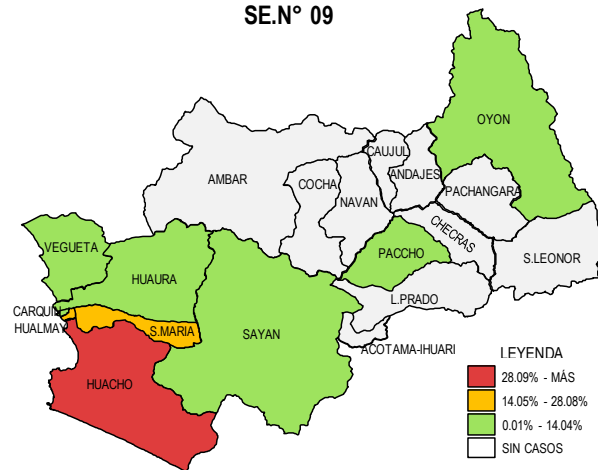 SE.N° 09
OYON
CAUJUL
ANDAJES
AMBAR
COCHA
NAVAN
PACHANGARA
CHECRAS
VEGUETA
PACCHO
S.LEONOR
HUAURA
L.PRADO
CARQUIN
HUALMAY
S.MARIA
SAYAN
ACOTAMA-IHUARI
HUACHO
LEYENDA
28.09% - MÁS
14.05% - 28.08%
0.01% - 14.04%
SIN CASOS